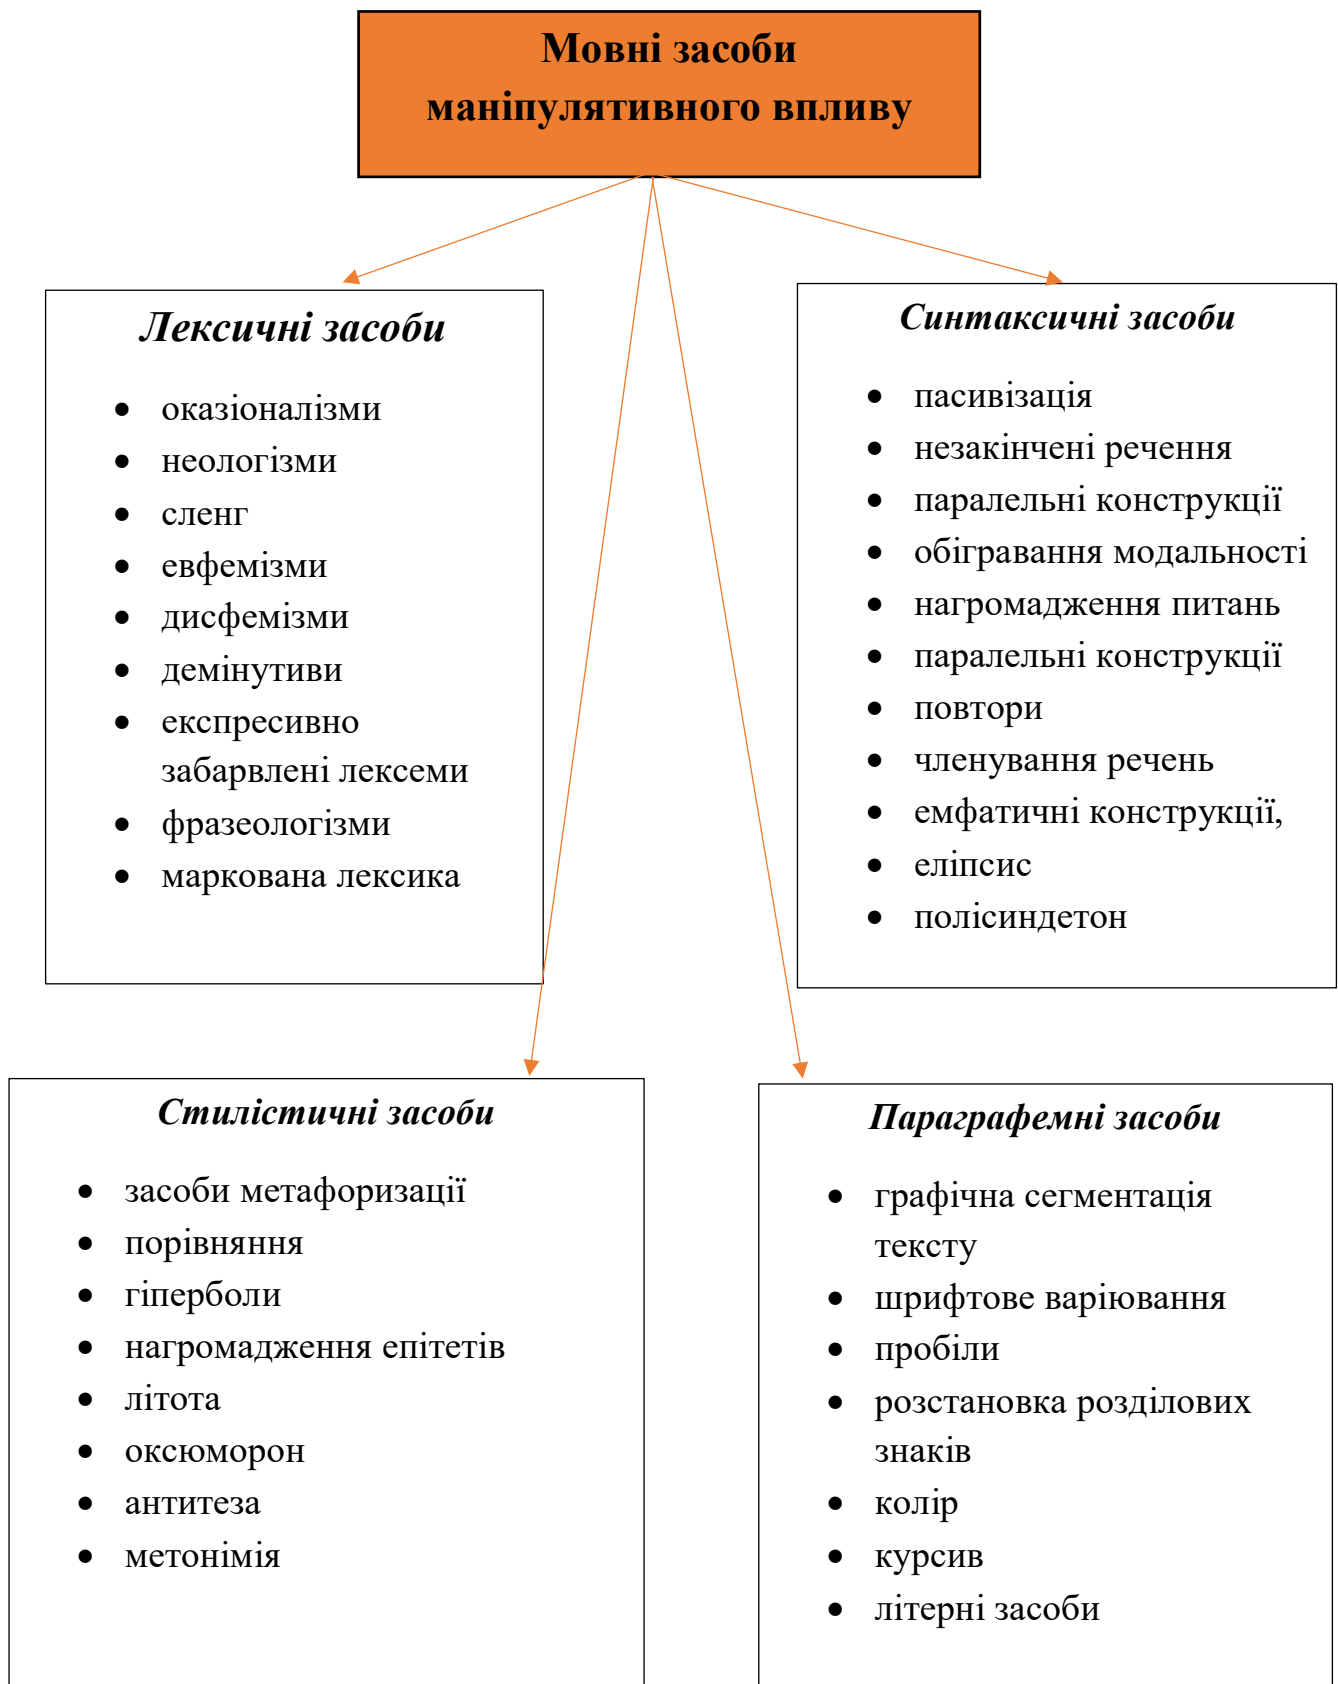 Мовні засоби
маніпулятивного впливу
Лексичні засоби
• оказіоналізми
• неологізми
• сленг
• евфемізми
• дисфемізми
• демінутиви
• експресивно
забарвлені лексеми
• фразеологізми
• маркована лексика
Синтаксичні засоби
• пасивізація
• незакінчені речення
• паралельні конструкції
• обігравання модальності
• нагромадження питань
• паралельні конструкції
• повтори
• членування речень
• емфатичні конструкції,
• еліпсис
• полісиндетон
Стилістичні засоби
• засоби метафоризації
• порівняння
• гіперболи
• нагромадження епітетів
• літота
• оксюморон
• антитеза
• метонімія
Параграфемні засоби
• графічна сегментація
тексту
• шрифтове варіювання
• пробіли
• розстановка розділових
знаків
• колір
• курсив
• літерні засоби